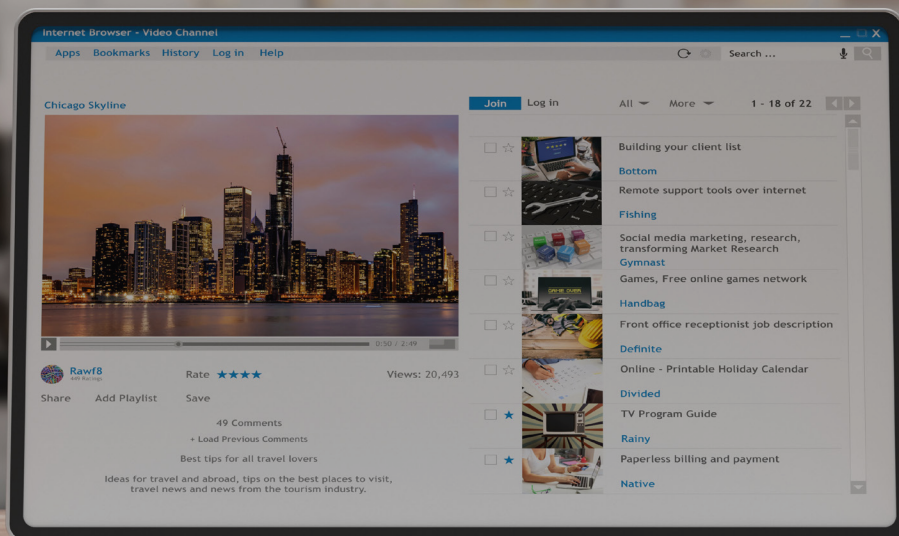 Internet Browser - Video Channel
Apps Bookmarks History Log in Help
Search ...
Chicago Skyline
0:50 / 2:49
Rawf8
449 Ratings
Rate
Views: 20,493
Share Add Playlist Save
49 Comments
+ Load Previous Comments
Best tips for all travel lovers
Ideas for travel and abroad, tips on the best places to visit,
travel news and news from the tourism industry.
Join Log in All More 1 - 18 of 22
Building your client list
Bottom
Remote support tools over internet
Fishing
Social media marketing, research,
transforming Market Research
Gymnast
Games, Free online games network
GAME OVER
Handbag
Front office receptionist job description
Definite
Online - Printable Holiday Calendar
Divided
TV Program Guide
Rainy
Paperless billing and payment
Native